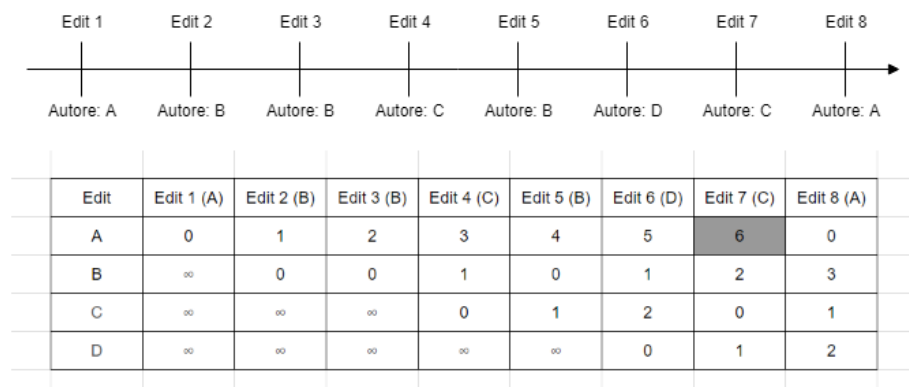 Edit 1 Edit 2 Edit 3 Edit 4 Edit 5 Edit 6 Edit 7 Edit 8
Autore: A Autore: B Autore: B Autore: C Autore: B Autore: D Autore: C Autore: A
Edit Edit 1 (A) Edit 2 (B) Edit 3 (B) Edit 4 (C) Edit 5 (B) Edit 6 (D) Edit 7 (C) Edit 8 (A)
A 0 1 2 3 4 5 6 0
B ∞ 0 0 1 0 1 2 3
C ∞ ∞ ∞ 0 1 2 0 1
D ∞ ∞ ∞ ∞ ∞ 0 1 2